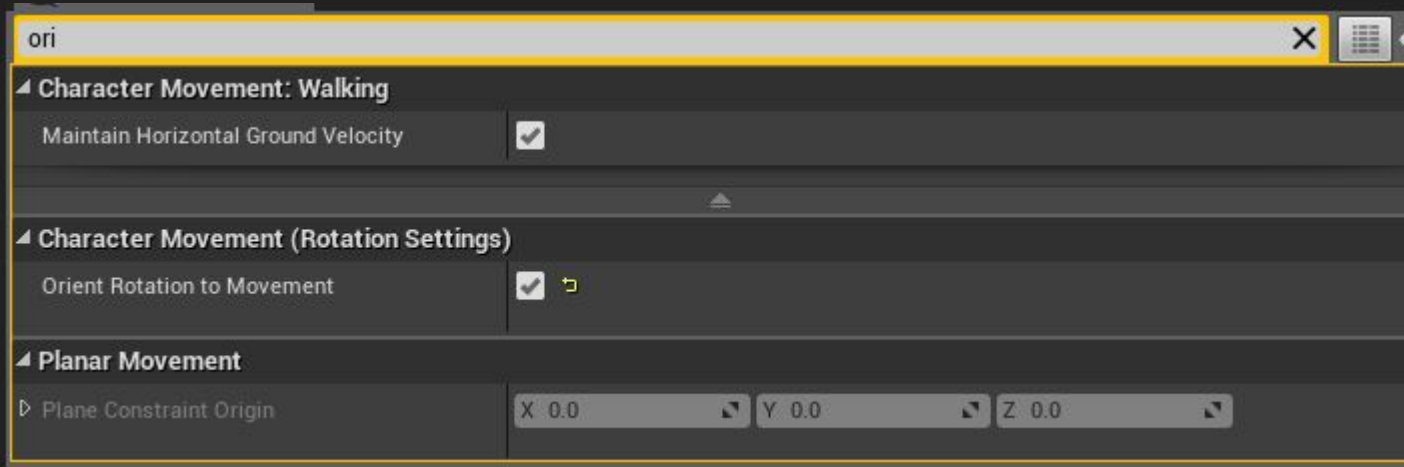 ori
Character Movement: Walking
Maintain Horizontal Ground Velocity
Character Movement (Rotation Settings)
Orient Rotation to Movement
Planar Movement
Plane Constraint Origin X 0.0 Y 0.0 Z 0.0